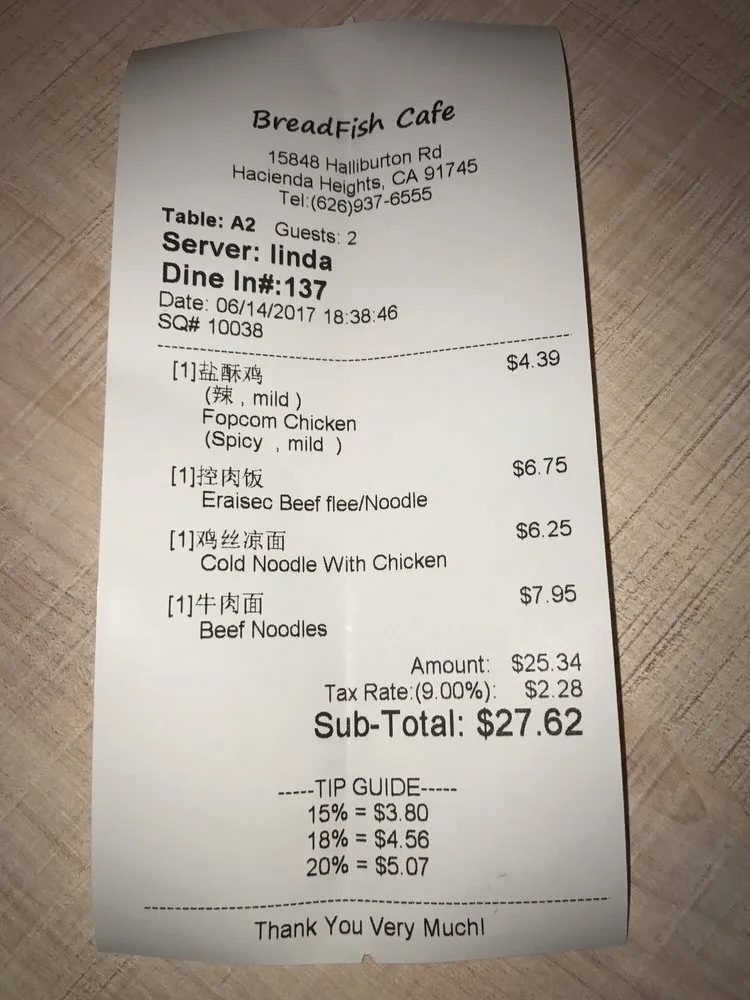 BreadFish Cafe
15848 Halliburton Rd
Hacienda Heights, CA 91745
Tel:(626)937-6555
Table: A2 Guests: 2
Server: linda
Dine In#:137
Date: 06/14/2017 18:38:46
SQ# 10038
[1]盐酥鸡 $4.39
(辣 , mild )
Fopcom Chicken
(Spicy , mild )
[1]控肉饭 $6.75
Eraisec Beef flee/Noodle
[1]鸡丝凉面 $6.25
Cold Noodle With Chicken
[1]牛肉面 $7.95
Beef Noodles
Amount: $25.34
Tax Rate:(9.00%): $2.28
Sub-Total: $27.62
-----TIP GUIDE-----
15% = $3.80
18% = $4.56
20% = $5.07
Thank You Very Much!